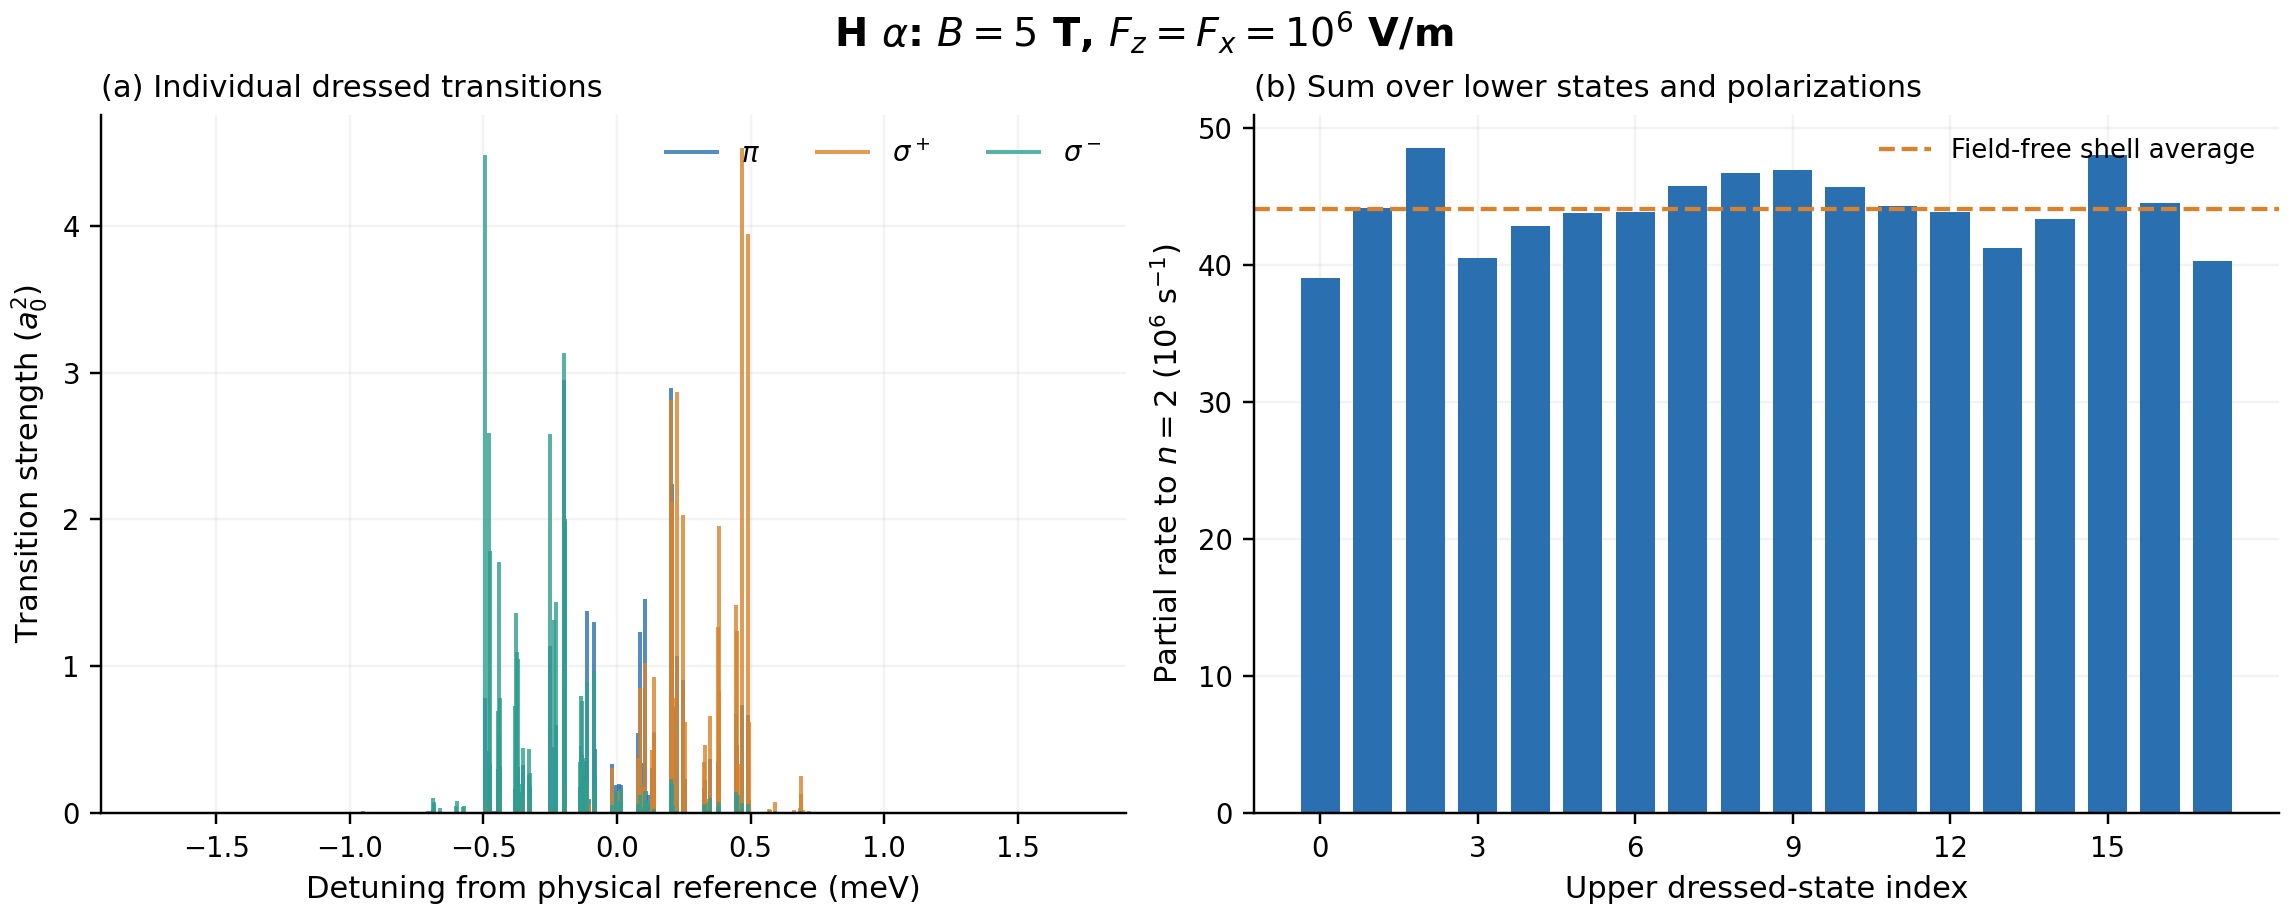 H α: B = 5 T, F_z = F_x = 10^6 V/m
(a) Individual dressed transitions
π
σ^+
σ^−
Transition strength (a_0^2)
4
3
2
1
0
−1.5
−1.0
−0.5
0.0
0.5
1.0
1.5
Detuning from physical reference (meV)
(b) Sum over lower states and polarizations
Field-free shell average
Partial rate to n = 2 (10^6 s^−1)
50
40
30
20
10
0
0
3
6
9
12
15
Upper dressed-state index